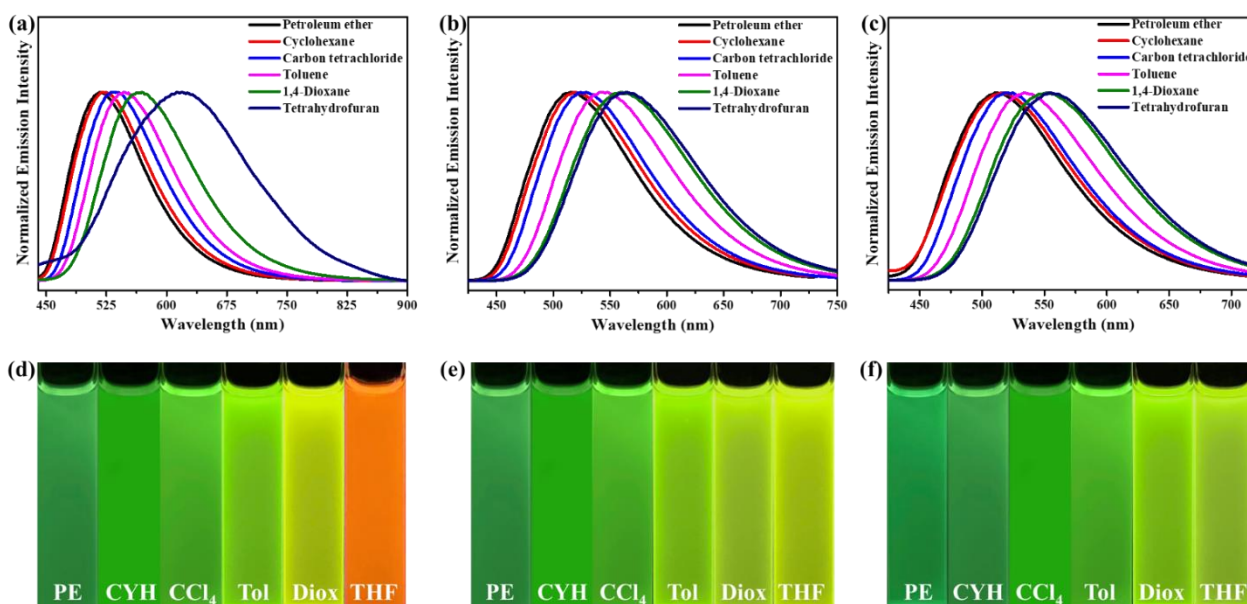 (a)
Normalized Emission Intensity
Petroleum ether
Cyclohexane
Carbon tetrachloride
Toluene
1,4-Dioxane
Tetrahydrofuran
450 525 600 675 750 825 900
Wavelength (nm)
(b)
Normalized Emission Intensity
Petroleum ether
Cyclohexane
Carbon tetrachloride
Toluene
1,4-Dioxane
Tetrahydrofuran
450 500 550 600 650 700 750
Wavelength (nm)
(c)
Normalized Emission Intensity
Petroleum ether
Cyclohexane
Carbon tetrachloride
Toluene
1,4-Dioxane
Tetrahydrofuran
450 500 550 600 650 700
Wavelength (nm)
(d)
PE CYH CCl₄ Tol Diox THF
(e)
PE CYH CCl₄ Tol Diox THF
(f)
PE CYH CCl₄ Tol Diox THF